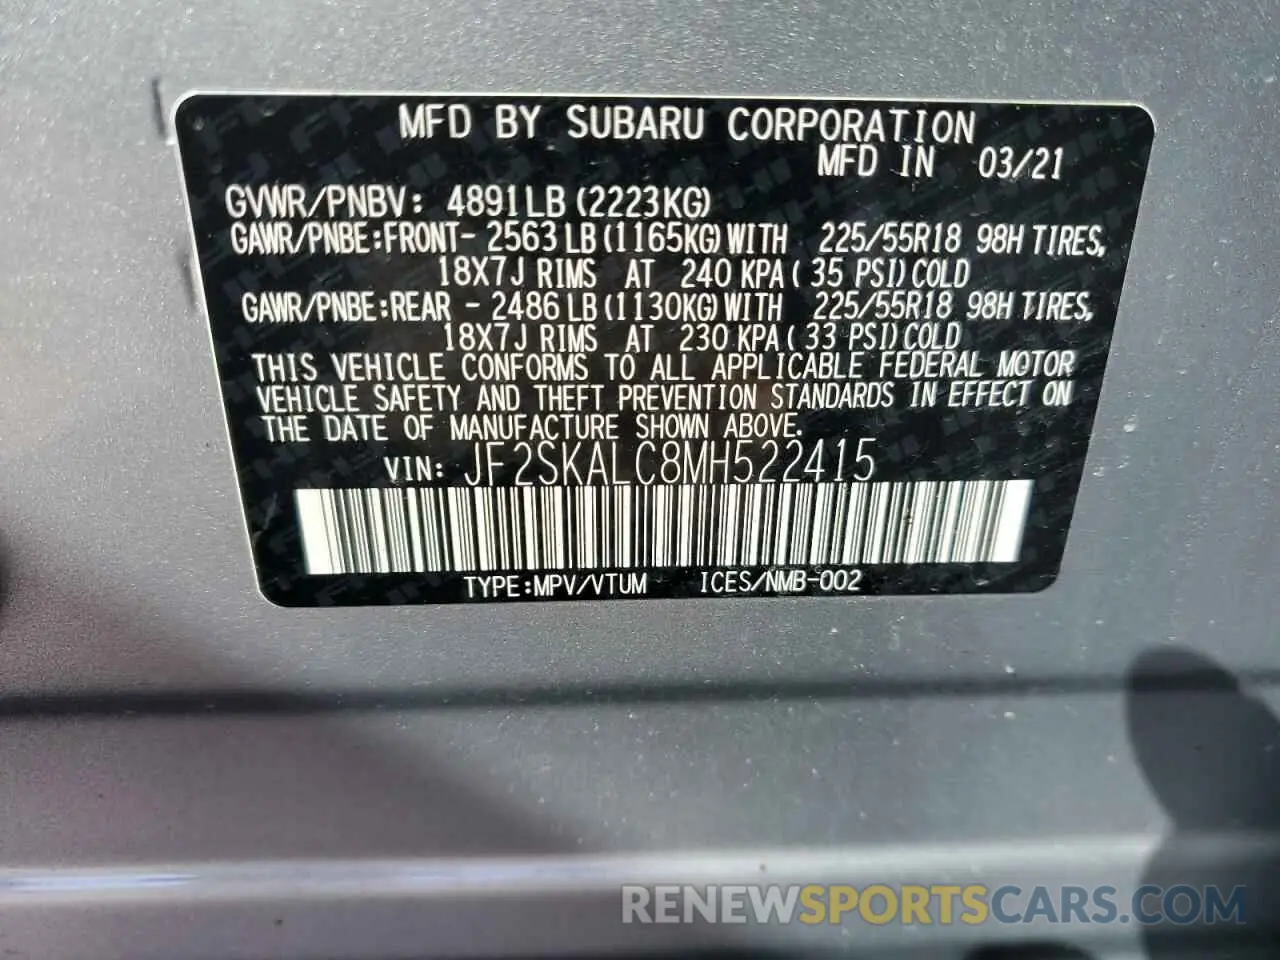 MFD BY SUBARU CORPORATION
MFD IN 03/21
GVWR/PNBV: 4891LB (2223KG)
GAWR/PNBE:FRONT- 2563 LB (1165KG) WITH 225/55R18 98H TIRES,
18X7J RIMS AT 240 KPA ( 35 PSI) COLD
GAWR/PNBE:REAR - 2486 LB (1130KG) WITH 225/55R18 98H TIRES,
18X7J RIMS AT 230 KPA ( 33 PSI) COLD
THIS VEHICLE CONFORMS TO ALL APPLICABLE FEDERAL MOTOR
VEHICLE SAFETY AND THEFT PREVENTION STANDARDS IN EFFECT ON
THE DATE OF MANUFACTURE SHOWN ABOVE.
VIN: JF2SKALC8MH522415
TYPE:MPV/VTUM ICES/NMB-002
RENEWSPORTSCARS.COM